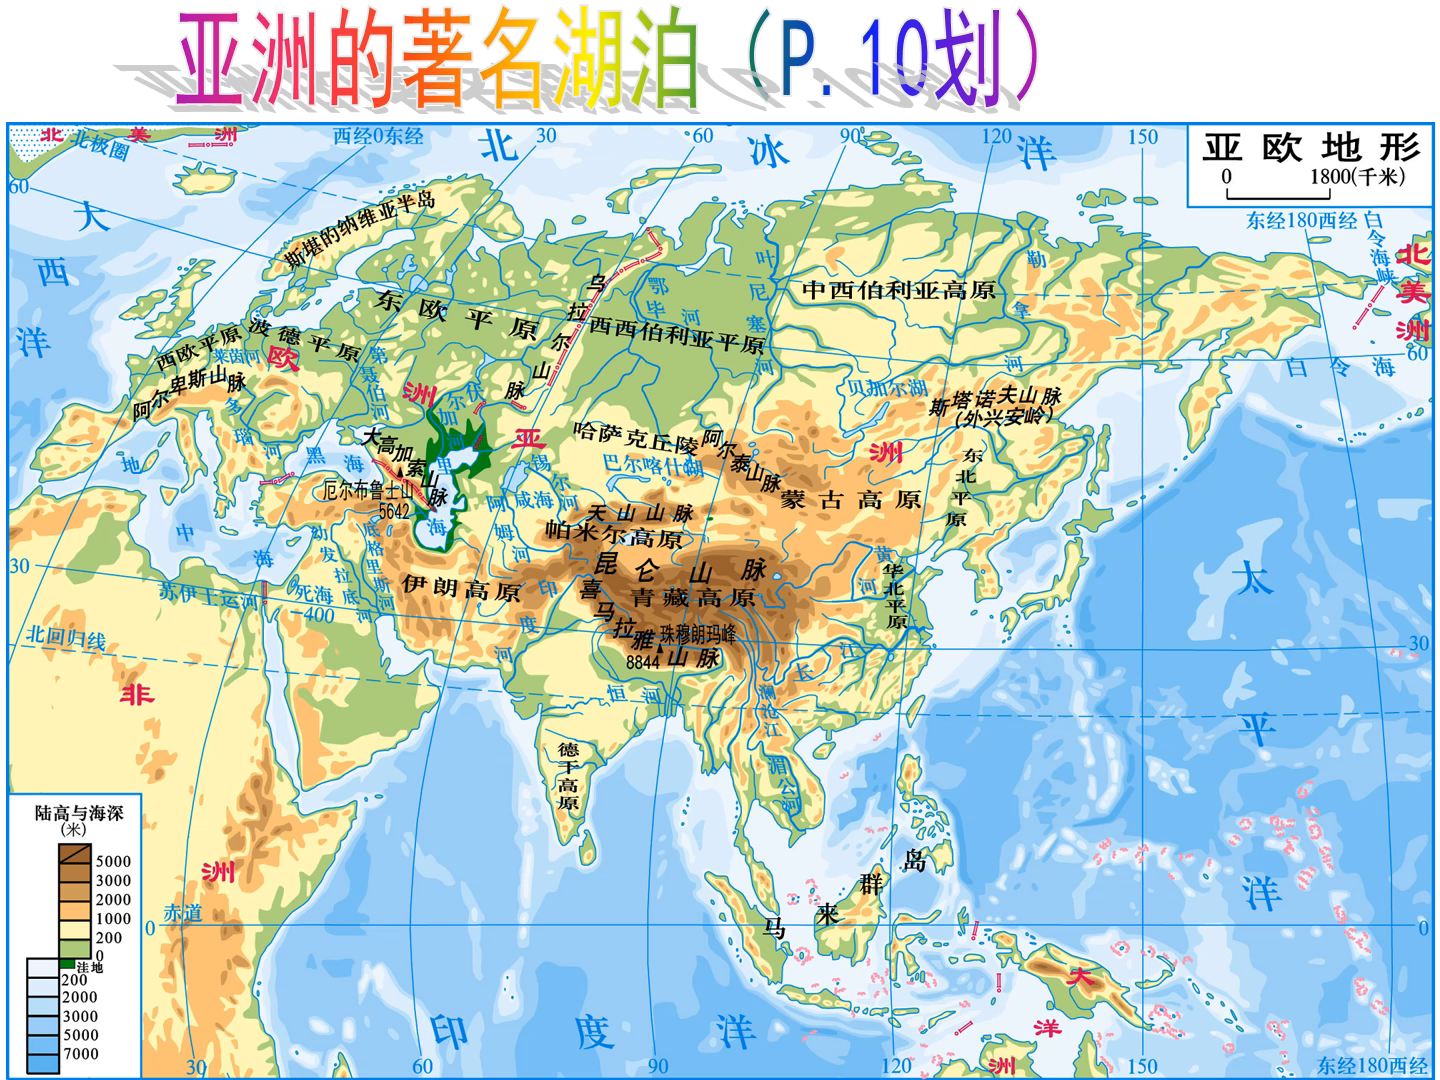 亚洲的著名湖泊（P.10划）
北美洲
北极圈
西经0东经
30
60
90
120
150
北冰洋
亚欧地形
0 1800(千米)
东经180西经
白令海峡
北美洲
60
大西洋
斯堪的纳维亚半岛
乌拉尔山脉
鄂毕河
叶尼塞河
中西伯利亚高原
勒拿河
东欧平原
西西伯利亚平原
波德平原
西欧平原
莱茵河
欧洲
第聂伯河
阿尔卑斯山脉
多瑙河
伏尔加河
60
白令海
贝加尔湖
斯塔诺夫山脉
(外兴安岭)
亚洲
哈萨克丘陵
阿尔泰山脉
巴尔喀什湖
大高加索山脉
黑海
里海
厄尔布鲁士山
5642
锡尔河
咸海
阿姆河
地中海
蒙古高原
东北平原
天山山脉
帕米尔高原
昆仑山脉
青藏高原
喜马拉雅山脉
珠穆朗玛峰
8844
幼发拉底河
底格里斯河
伊朗高原
印度河
黄河
华北平原
太平洋
30
苏伊士运河
死海
-400
北回归线
30
恒河
长江
澜沧江
湄公河
德干高原
非洲
马来群岛
赤道
0
0
大洋洲
印度洋
陆高与海深
(米)
5000
3000
2000
1000
200
0
洼地
200
2000
3000
5000
7000
30
60
90
120
150
东经180西经